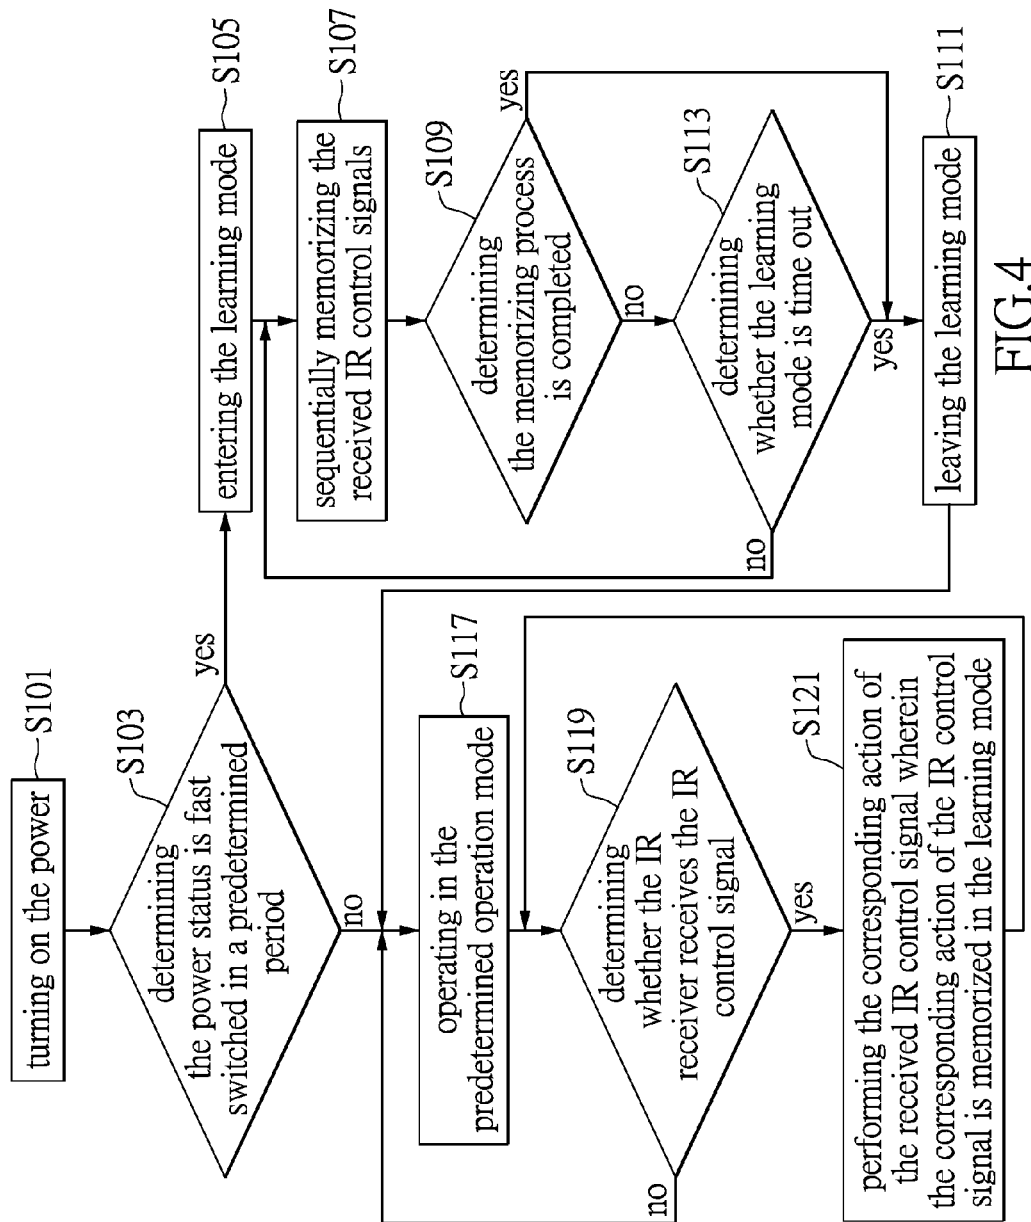 turning on the power
S101
determining
the power status is fast
switched in a predetermined
period
S103
yes
no
entering the learning mode
S105
sequentially memorizing the
received IR control signals
S107
determining
the memorizing process
is completed
S109
yes
no
determining
whether the learning
mode is time out
S113
no
yes
leaving the learning mode
S111
operating in the
predetermined operation mode
S117
determining
whether the IR
receiver receives the IR
control signal
S119
no
yes
performing the corresponding action of
the received IR control signal wherein
the corresponding action of the IR control
signal is memorized in the learning mode
S121
FIG.4